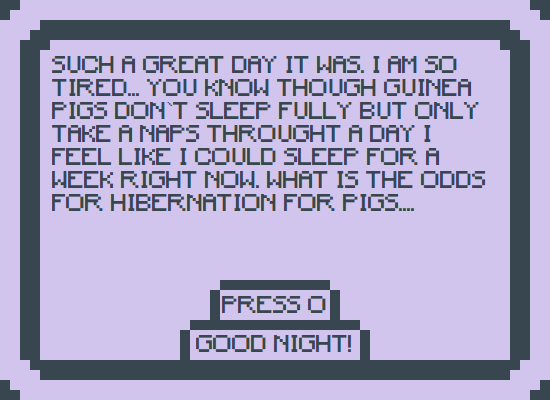 SUCH A GREAT DAY IT WAS. I AM SO
TIRED... YOU KNOW THOUGH GUINEA
PIGS DON`T SLEEP FULLY BUT ONLY
TAKE A NAPS THROUGHT A DAY I
FEEL LIKE I COULD SLEEP FOR A
WEEK RIGHT NOW. WHAT IS THE ODDS
FOR HIBERNATION FOR PIGS....
PRESS O
GOOD NIGHT!